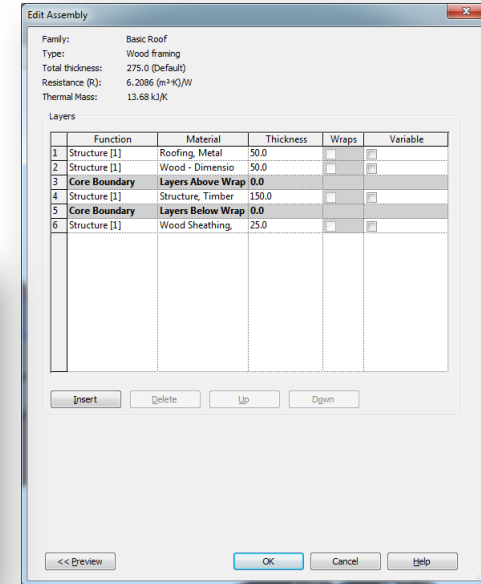 Edit Assembly
Family: Basic Roof
Type: Wood framing
Total thickness: 275.0 (Default)
Resistance (R): 6.2086 (m²·K)/W
Thermal Mass: 13.68 kJ/K
Layers
Function Material Thickness Wraps Variable
1 Structure [1] Roofing, Metal 50.0
2 Structure [1] Wood - Dimensio 50.0
3 Core Boundary Layers Above Wrap 0.0
4 Structure [1] Structure, Timber 150.0
5 Core Boundary Layers Below Wrap 0.0
6 Structure [1] Wood Sheathing, 25.0
Insert Delete Up Down
<< Preview OK Cancel Help